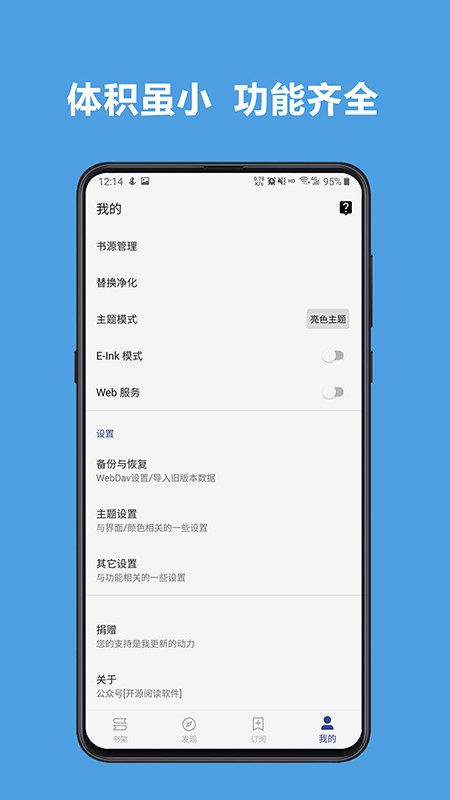 体积虽小 功能齐全
12:14 0.78 K/s HD 4G 95%
我的
书源管理
替换净化
主题模式 亮色主题
E-Ink 模式
Web 服务
设置
备份与恢复
WebDav设置/导入旧版本数据
主题设置
与界面/颜色相关的一些设置
其它设置
与功能相关的一些设置
捐赠
您的支持是我更新的动力
关于
公众号[开源阅读软件]
书架 发现 订阅 我的